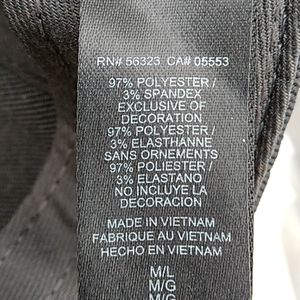 RN# 56323 CA# 05553
97% POLYESTER /
3% SPANDEX
EXCLUSIVE OF
DECORATION
97% POLYESTER /
3% ELASTHANNE
SANS ORNEMENTS
97% POLIESTER /
3% ELASTANO
NO INCLUYE LA
DECORACION
MADE IN VIETNAM
FABRIQUE AU VIETNAM
HECHO EN VIETNAM
M/L
M/G
M/G